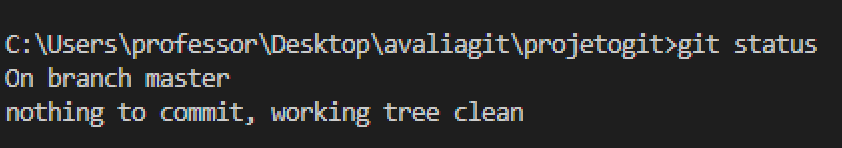 C:\Users\professor\Desktop\avaliagit\projetogit>git status
On branch master
nothing to commit, working tree clean